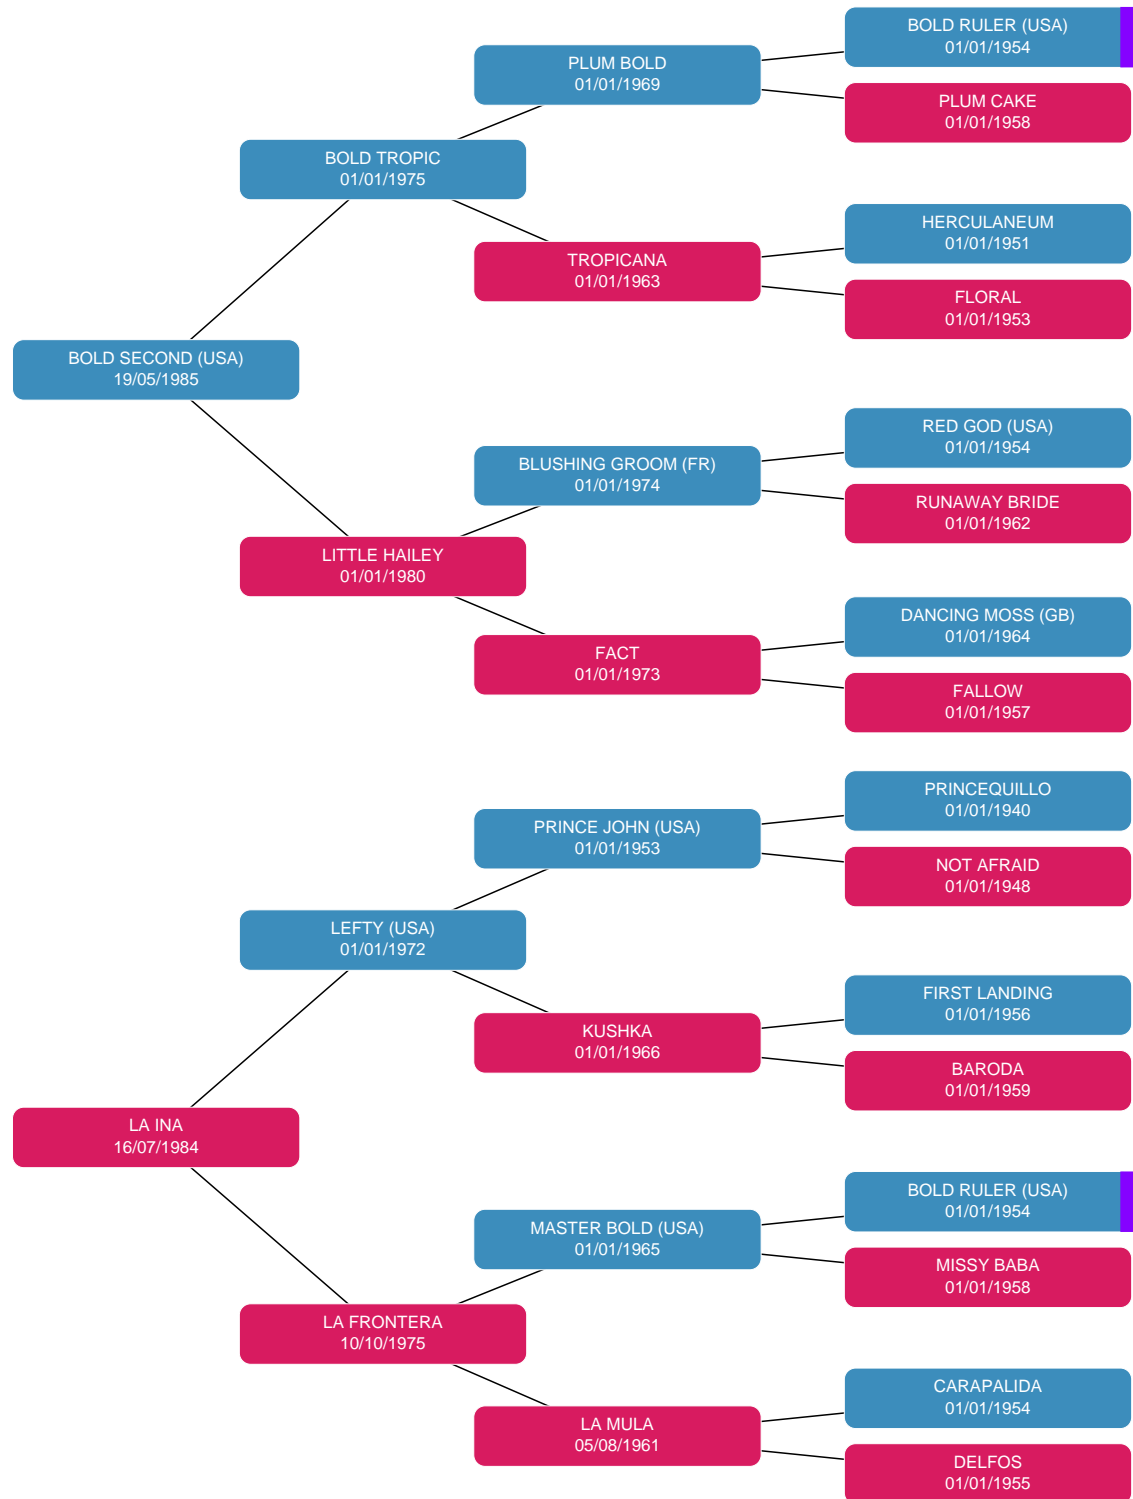 BOLD RULER (USA)
01/01/1954
PLUM BOLD
01/01/1969
PLUM CAKE
01/01/1958
BOLD TROPIC
01/01/1975
HERCULANEUM
01/01/1951
TROPICANA
01/01/1963
FLORAL
01/01/1953
BOLD SECOND (USA)
19/05/1985
RED GOD (USA)
01/01/1954
BLUSHING GROOM (FR)
01/01/1974
RUNAWAY BRIDE
01/01/1962
LITTLE HAILEY
01/01/1980
DANCING MOSS (GB)
01/01/1964
FACT
01/01/1973
FALLOW
01/01/1957
PRINCEQUILLO
01/01/1940
PRINCE JOHN (USA)
01/01/1953
NOT AFRAID
01/01/1948
LEFTY (USA)
01/01/1972
FIRST LANDING
01/01/1956
KUSHKA
01/01/1966
BARODA
01/01/1959
LA INA
16/07/1984
BOLD RULER (USA)
01/01/1954
MASTER BOLD (USA)
01/01/1965
MISSY BABA
01/01/1958
LA FRONTERA
10/10/1975
CARAPALIDA
01/01/1954
LA MULA
05/08/1961
DELFOS
01/01/1955